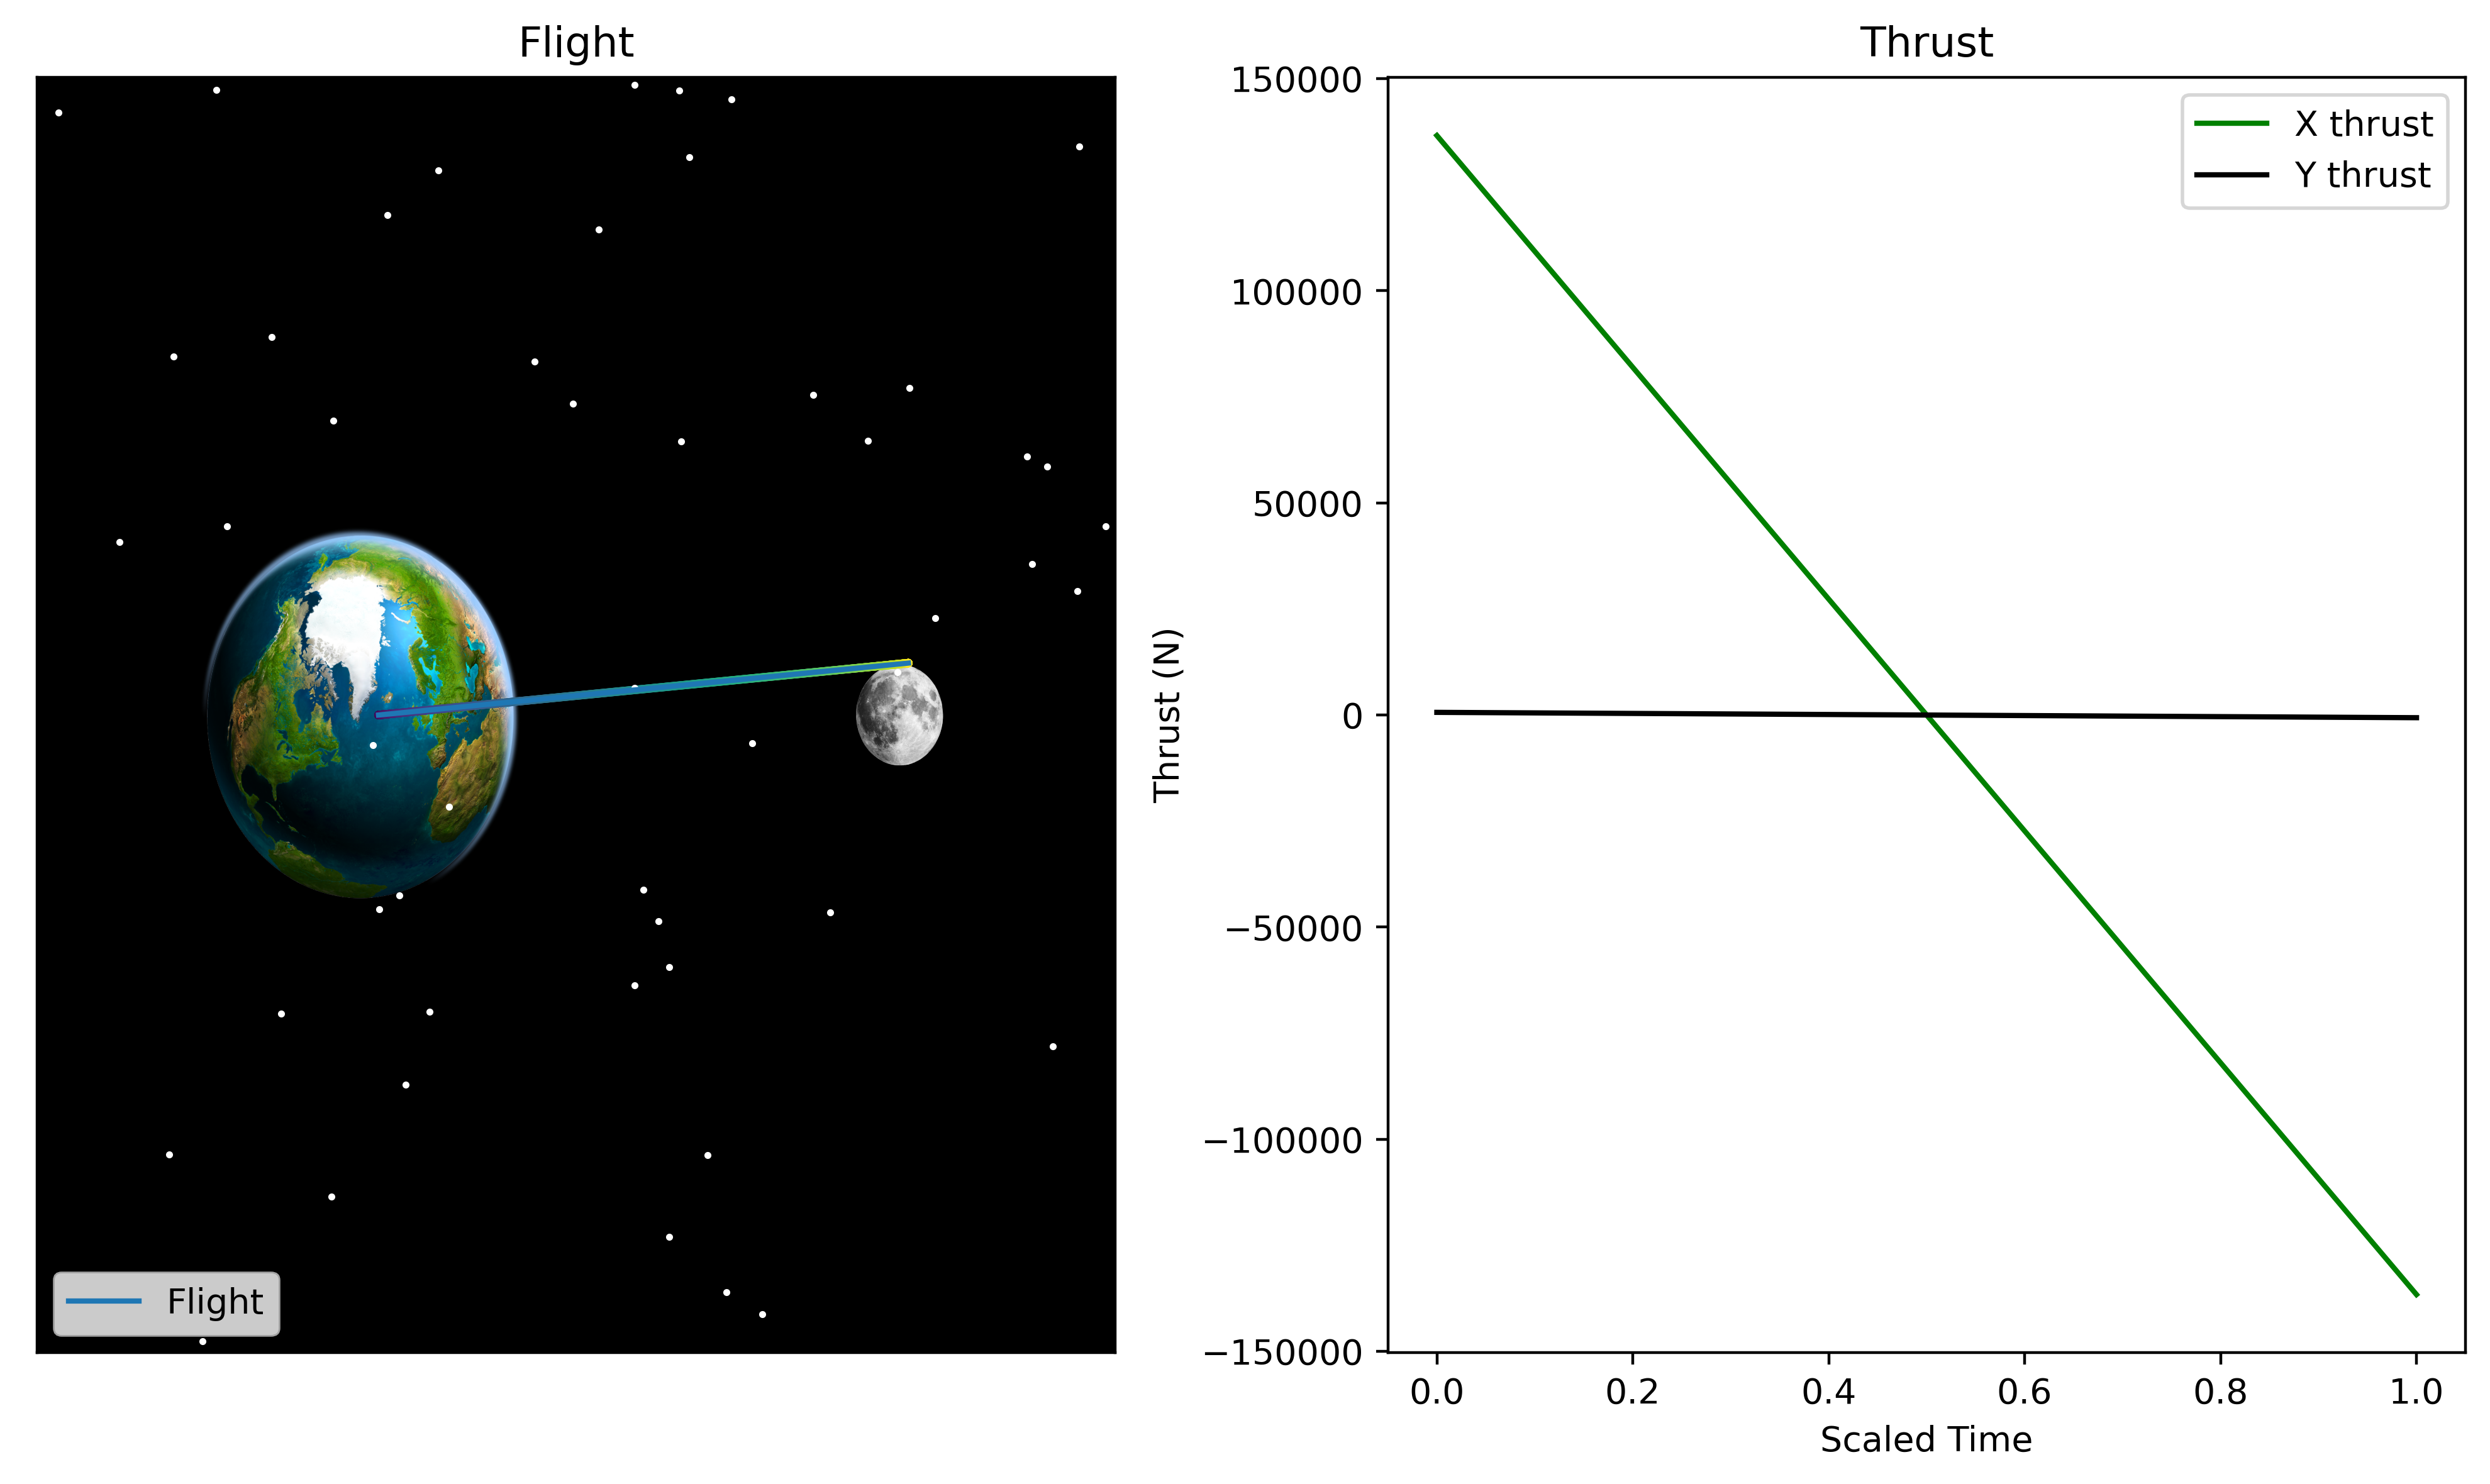 Flight
Flight
Thrust
150000
100000
50000
0
−50000
−100000
−150000
Thrust (N)
X thrust
Y thrust
0.0 0.2 0.4 0.6 0.8 1.0
Scaled Time